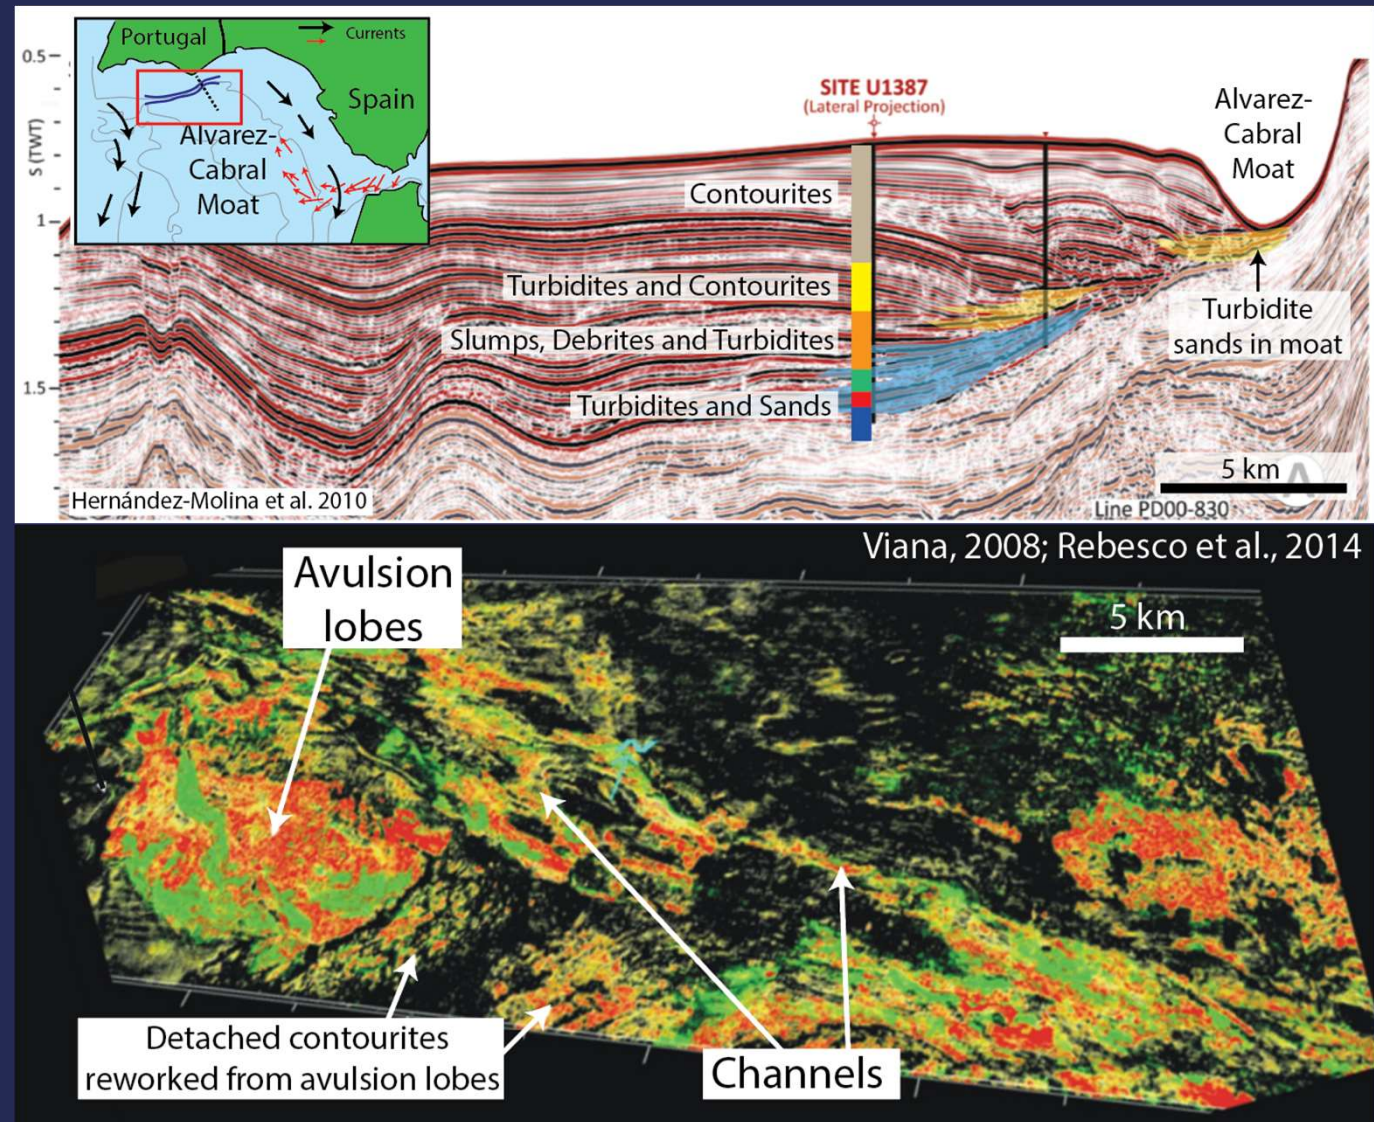 Portugal
Currents
Spain
Alvarez-
Cabral
Moat
0.5
S (TWT)
1
1.5
SITE U1387
(Lateral Projection)
Alvarez-
Cabral
Moat
Contourites
Turbidites and Contourites
Slumps, Debrites and Turbidites
Turbidites and Sands
Turbidite
sands in moat
5 km
A
Hernández-Molina et al. 2010
Line PD00-830
Viana, 2008; Rebesco et al., 2014
Avulsion
lobes
5 km
Detached contourites
reworked from avulsion lobes
Channels